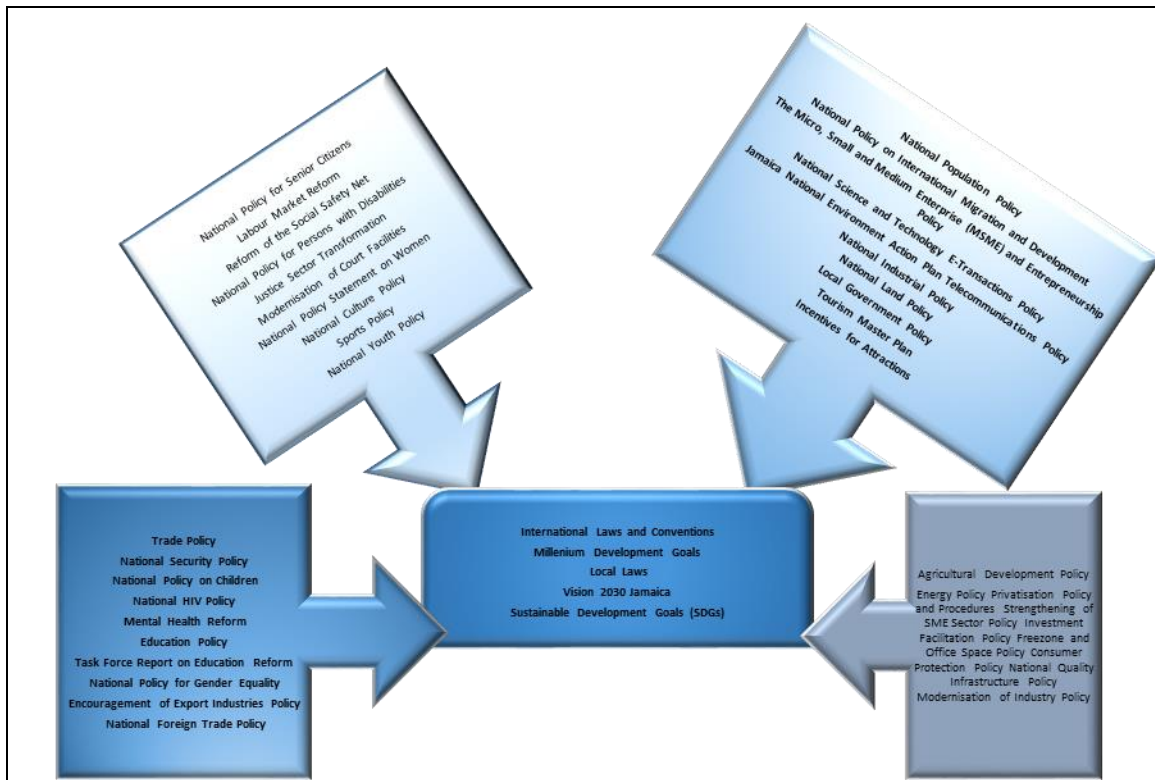 National Policy for Senior Citizens
Labour Market Reform
Reform of the Social Safety Net
National Policy for Persons with Disabilities
Justice Sector Transformation
Modernisation of Court Facilities
National Policy Statement on Women
National Culture Policy
Sports Policy
National Youth Policy
National Population Policy
National Policy on International Migration and Development
The Micro, Small and Medium Enterprise (MSME) and Entrepreneurship
Policy
National Science and Technology E-Transactions Policy
Jamaica National Environment Action Plan Telecommunications Policy
National Industrial Policy
National Land Policy
Local Government Policy
Tourism Master Plan
Incentives for Attractions
Trade Policy
National Security Policy
National Policy on Children
National HIV Policy
Mental Health Reform
Education Policy
Task Force Report on Education Reform
National Policy for Gender Equality
Encouragement of Export Industries Policy
National Foreign Trade Policy
International Laws and Conventions
Millenium Development Goals
Local Laws
Vision 2030 Jamaica
Sustainable Development Goals (SDGs)
Agricultural Development Policy
Energy Policy Privatisation Policy
and Procedures Strengthening of
SME Sector Policy Investment
Facilitation Policy Freezone and
Office Space Policy Consumer
Protection Policy National Quality
Infrastructure Policy
Modernisation of Industry Policy